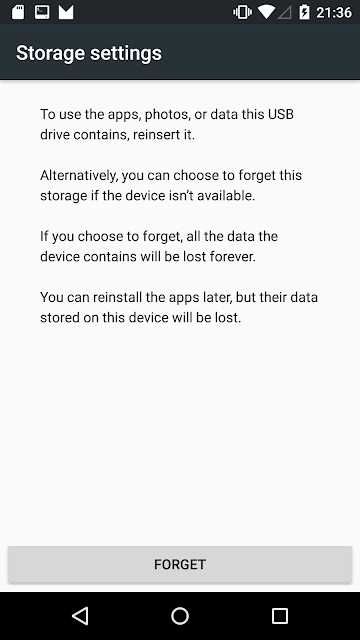 21:36
Storage settings
To use the apps, photos, or data this USB
drive contains, reinsert it.
Alternatively, you can choose to forget this
storage if the device isn't available.
If you choose to forget, all the data the
device contains will be lost forever.
You can reinstall the apps later, but their data
stored on this device will be lost.
FORGET